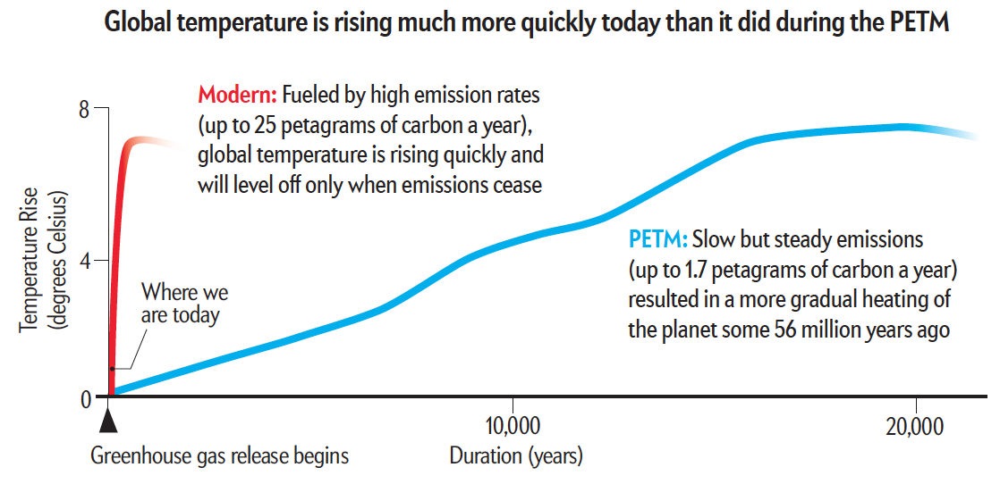 Global temperature is rising much more quickly today than it did during the PETM
Modern: Fueled by high emission rates
(up to 25 petagrams of carbon a year),
global temperature is rising quickly and
will level off only when emissions cease
8
4
0
Temperature Rise
(degrees Celsius)
Where we
are today
PETM: Slow but steady emissions
(up to 1.7 petagrams of carbon a year)
resulted in a more gradual heating of
the planet some 56 million years ago
10,000
20,000
Greenhouse gas release begins
Duration (years)